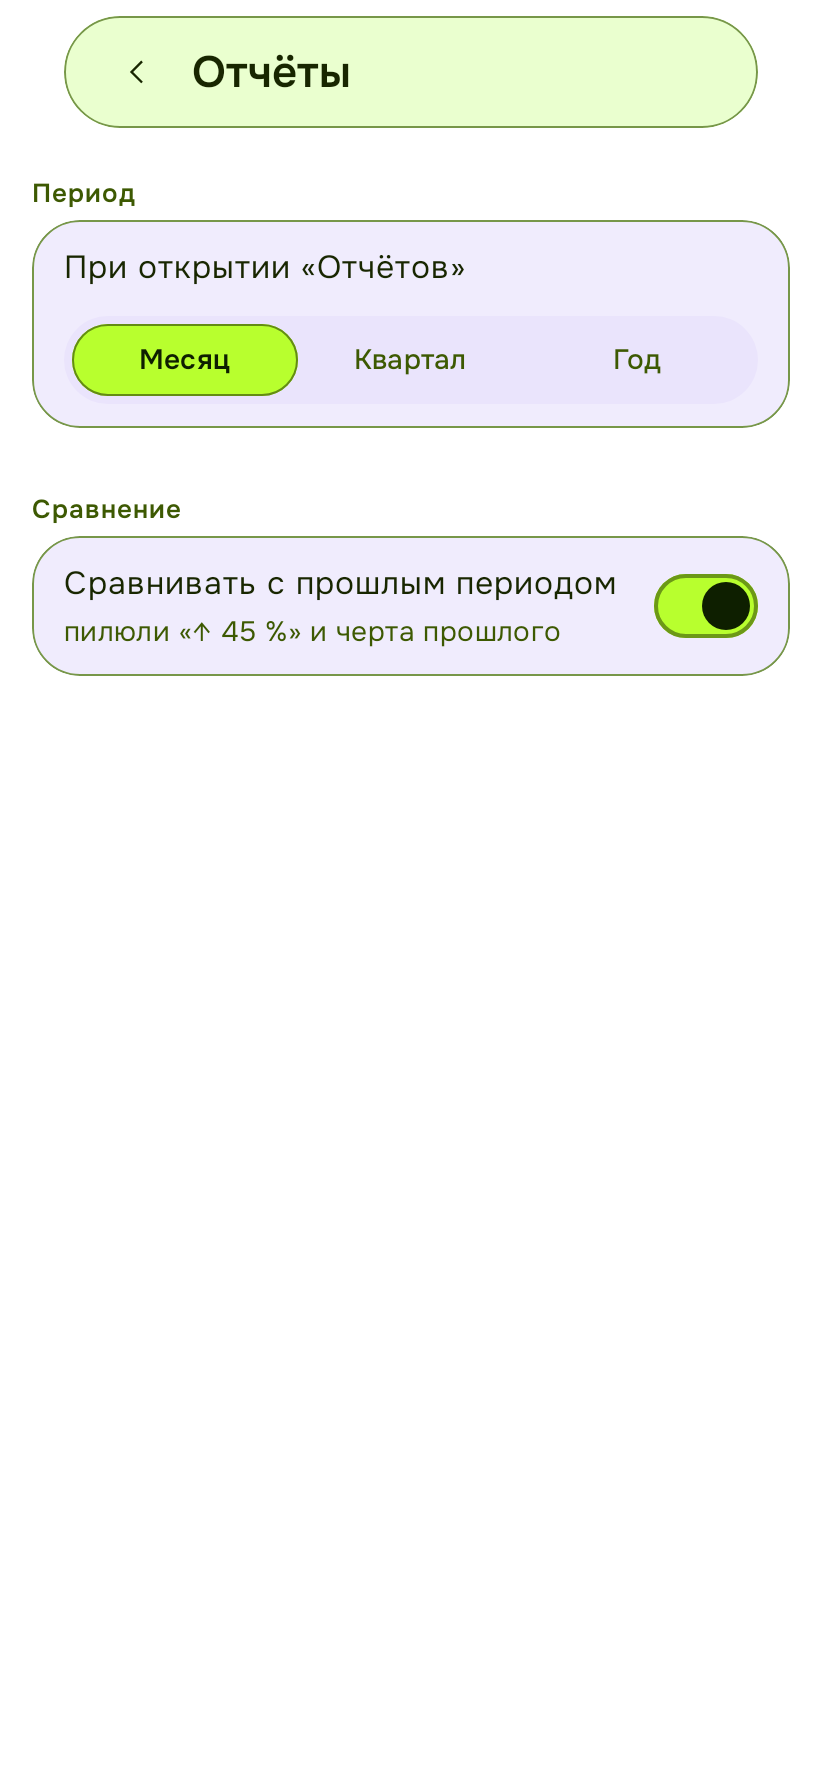 Отчёты
Период
При открытии «Отчётов»
Месяц Квартал Год
Сравнение
Сравнивать с прошлым периодом
пилюли «↑ 45 %» и черта прошлого